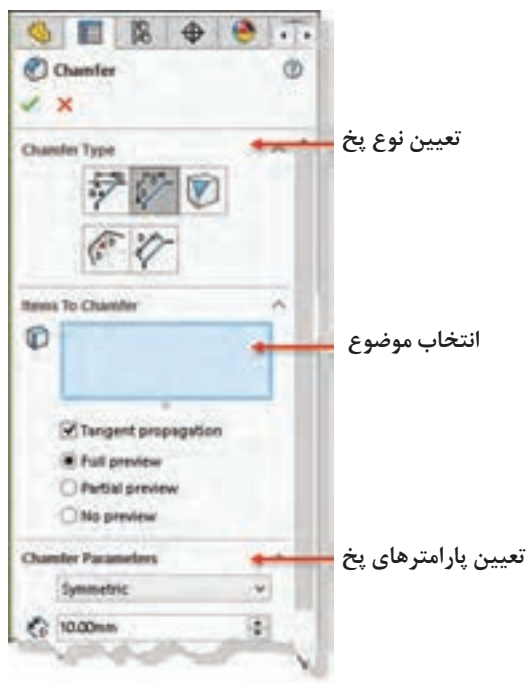 Chamfer
Chamfer Type
تعیین نوع پخ
Items To Chamfer
انتخاب موضوع
Tangent propagation
Full preview
Partial preview
No preview
Chamfer Parameters
تعیین پارامترهای پخ
Symmetric
10.00mm